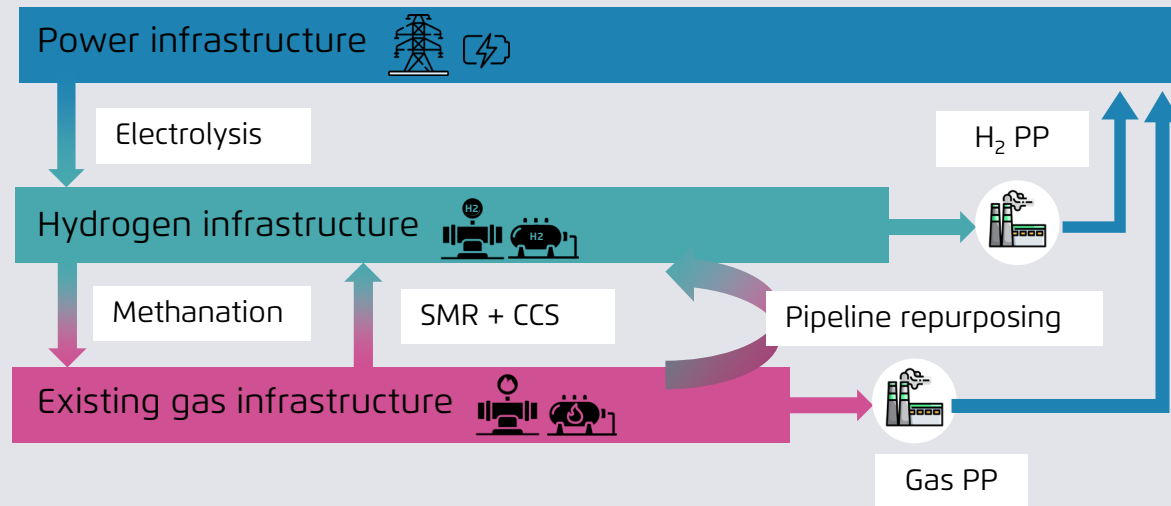 Power infrastructure
Electrolysis
H₂ PP
Hydrogen infrastructure
H2
H2
Methanation
SMR + CCS
Pipeline repurposing
Existing gas infrastructure
Gas PP